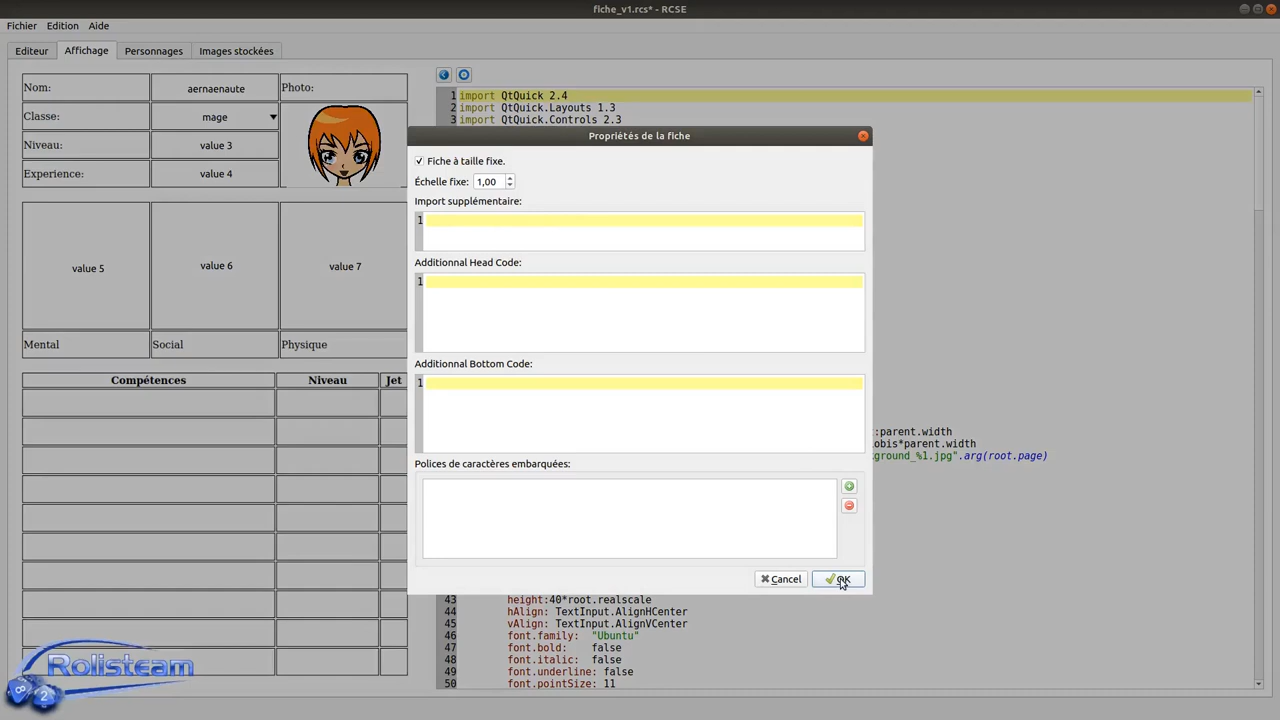 fiche_v1.rcs* - RCSE
Fichier Edition Aide
Editeur Affichage Personnages Images stockées
Nom: aernaenaute Photo:
Classe: mage
Niveau: value 3
Experience: value 4
value 5 value 6 value 7
Mental Social Physique
Compétences Niveau Jet
1 import QtQuick 2.4
2 import QtQuick.Layouts 1.3
3 import QtQuick.Controls 2.3
Propriétés de la fiche
Fiche à taille fixe.
Échelle fixe: 1,00
Import supplémentaire:
1
Additionnal Head Code:
1
Additionnal Bottom Code:
1
Polices de caractères embarquées:
Cancel OK
:parent.width
obis*parent.width
ground_%1.jpg".arg(root.page)
43 height:40*root.realscale
44 hAlign: TextInput.AlignHCenter
45 vAlign: TextInput.AlignVCenter
46 font.family: "Ubuntu"
47 font.bold: false
48 font.italic: false
49 font.underline: false
50 font.pointSize: 11
Rolisteam
8 2